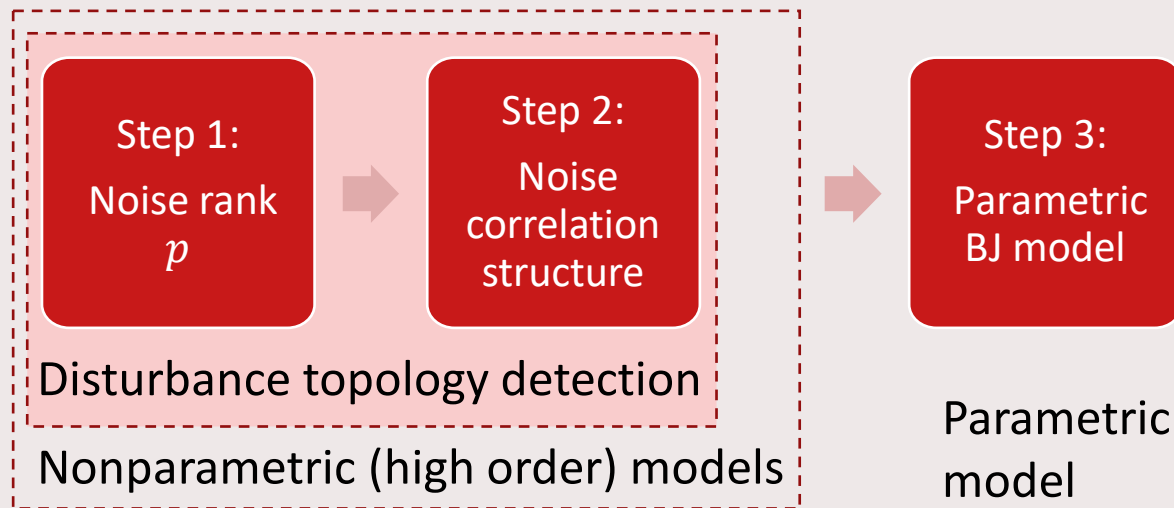 Step 1:
Noise rank
p
Step 2:
Noise
correlation
structure
Step 3:
Parametric
BJ model
Disturbance topology detection
Nonparametric (high order) models
Parametric
model